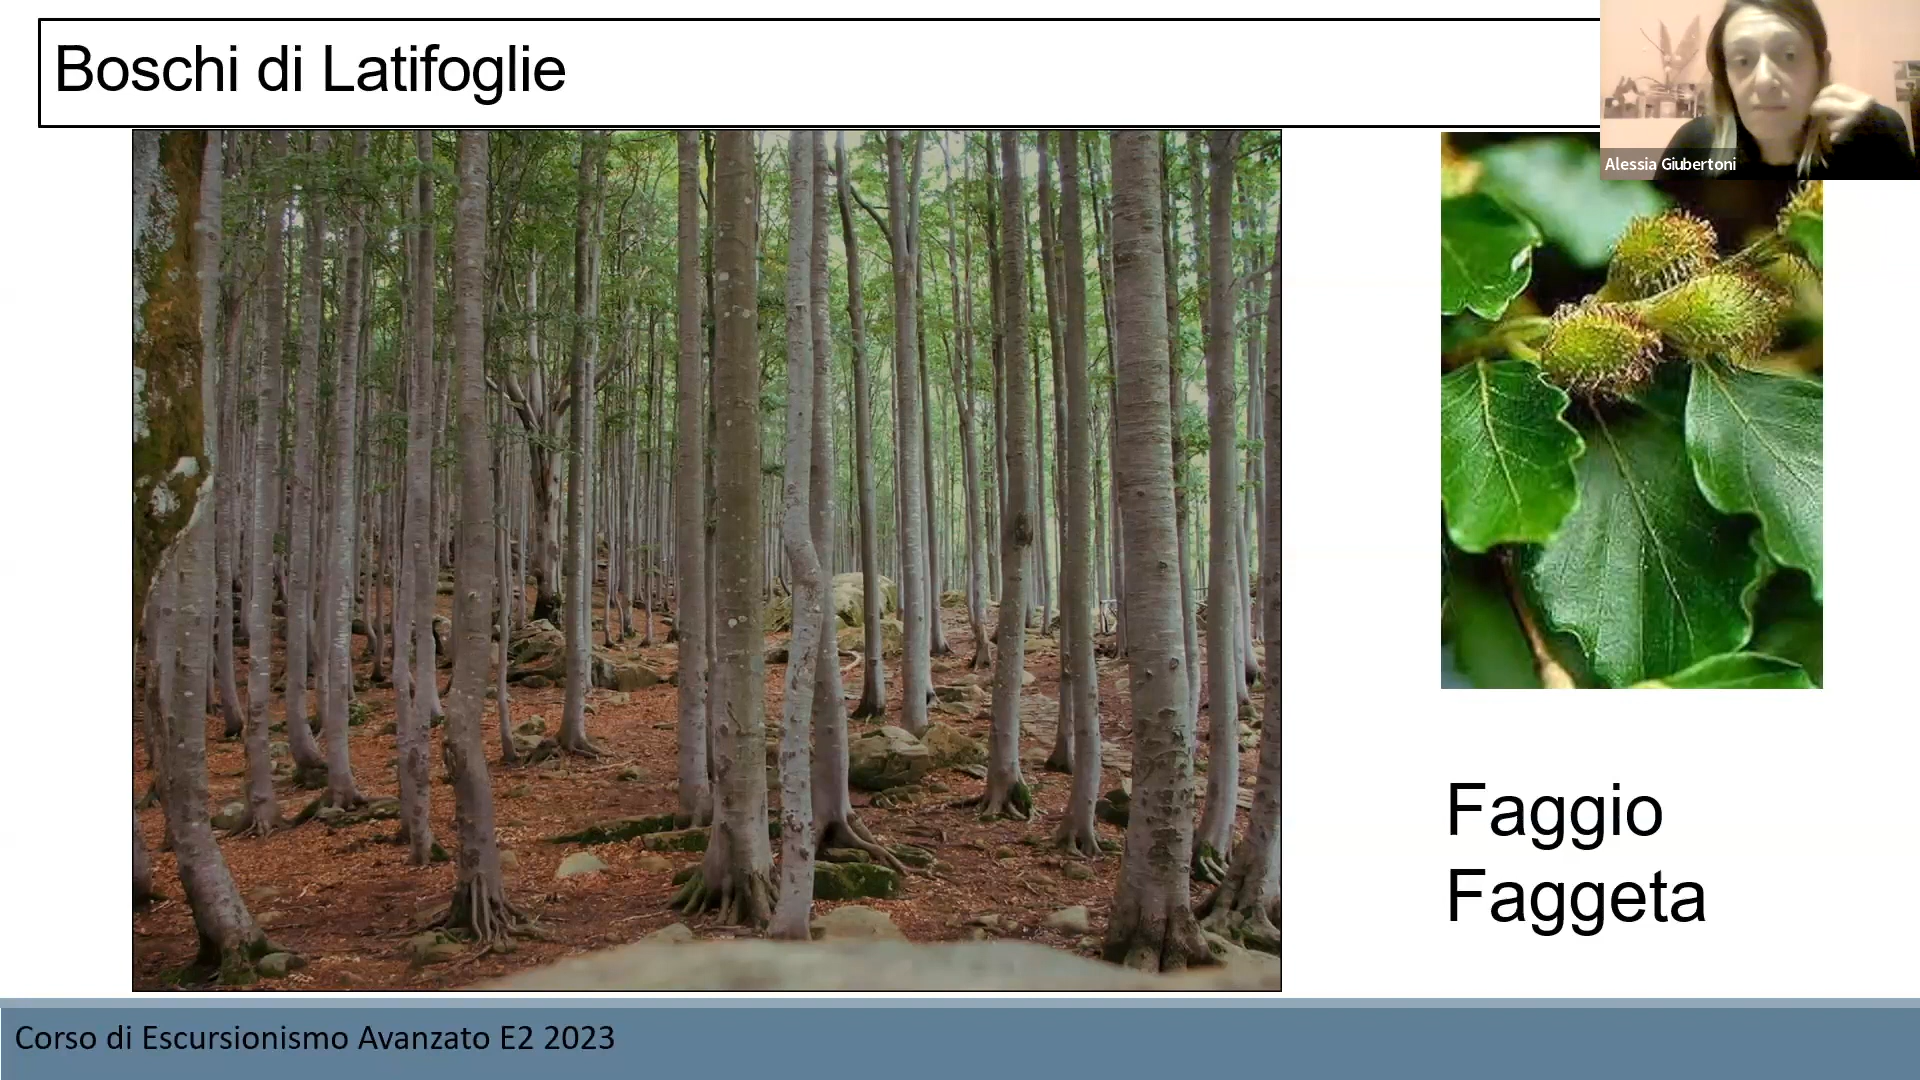 Boschi di Latifoglie
Alessia Giubertoni
Faggio
Faggeta
Corso di Escursionismo Avanzato E2 2023